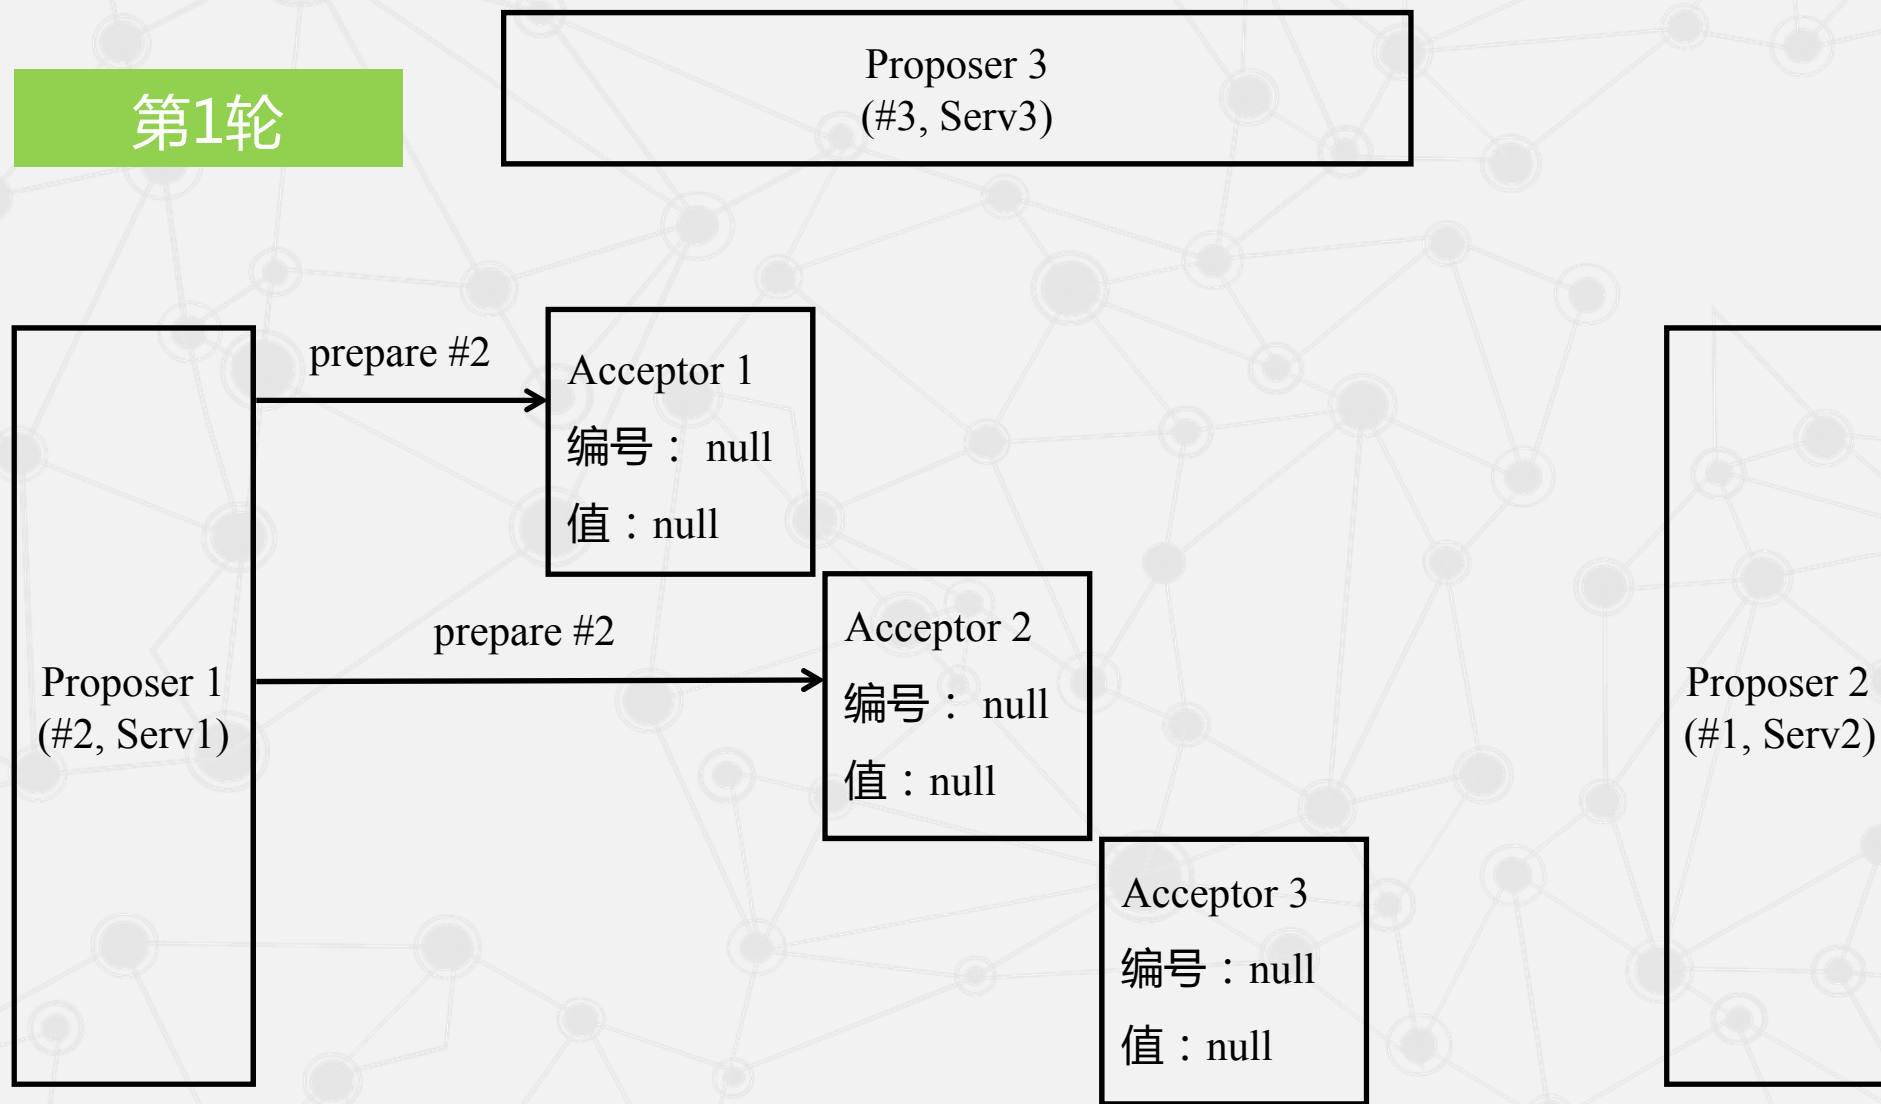 第1轮
Proposer 3
(#3, Serv3)
prepare #2
Acceptor 1
编号： null
值：null
prepare #2
Acceptor 2
编号： null
值：null
Proposer 1
(#2, Serv1)
Proposer 2
(#1, Serv2)
Acceptor 3
编号：null
值：null